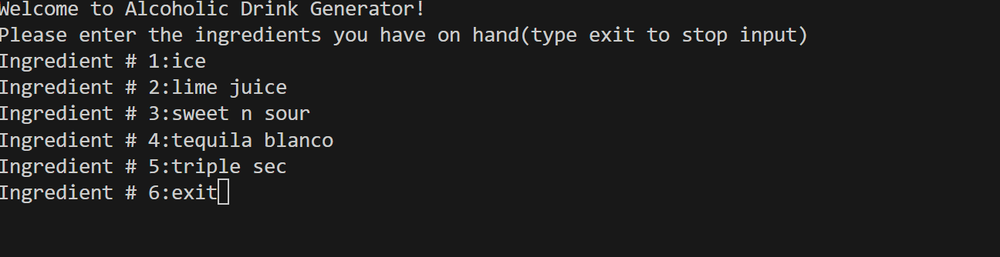 Welcome to Alcoholic Drink Generator!
Please enter the ingredients you have on hand(type exit to stop input)
Ingredient # 1:ice
Ingredient # 2:lime juice
Ingredient # 3:sweet n sour
Ingredient # 4:tequila blanco
Ingredient # 5:triple sec
Ingredient # 6:exit